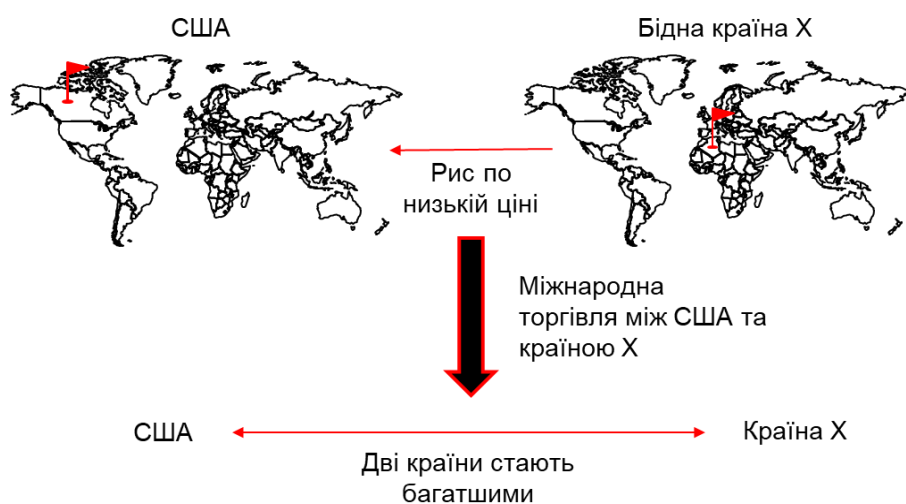 США
Бідна країна X
Рис по
низькій ціні
Міжнародна
торгівля між США та
країною X
США
Країна X
Дві країни стають
багатшими